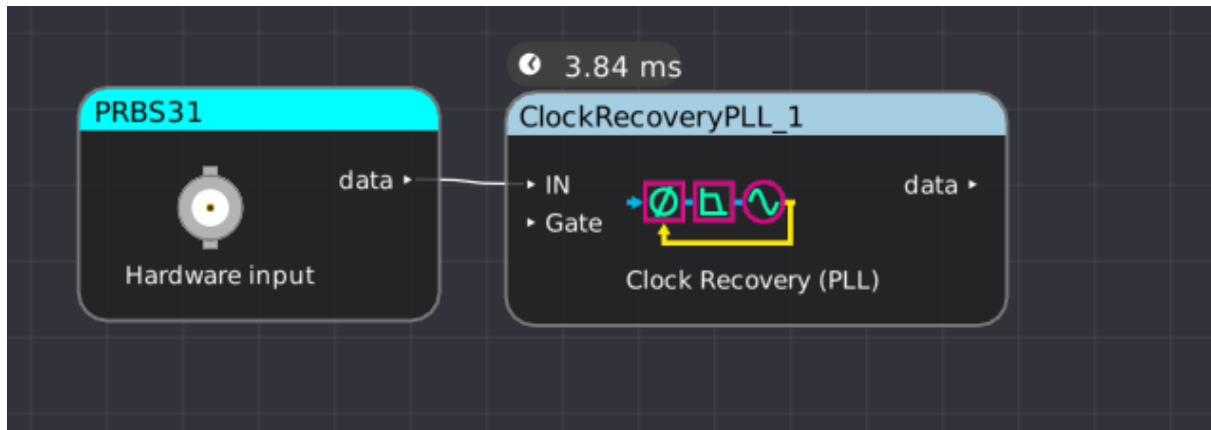 3.84 ms
PRBS31
data
Hardware input
ClockRecoveryPLL_1
IN
Gate
data
Clock Recovery (PLL)